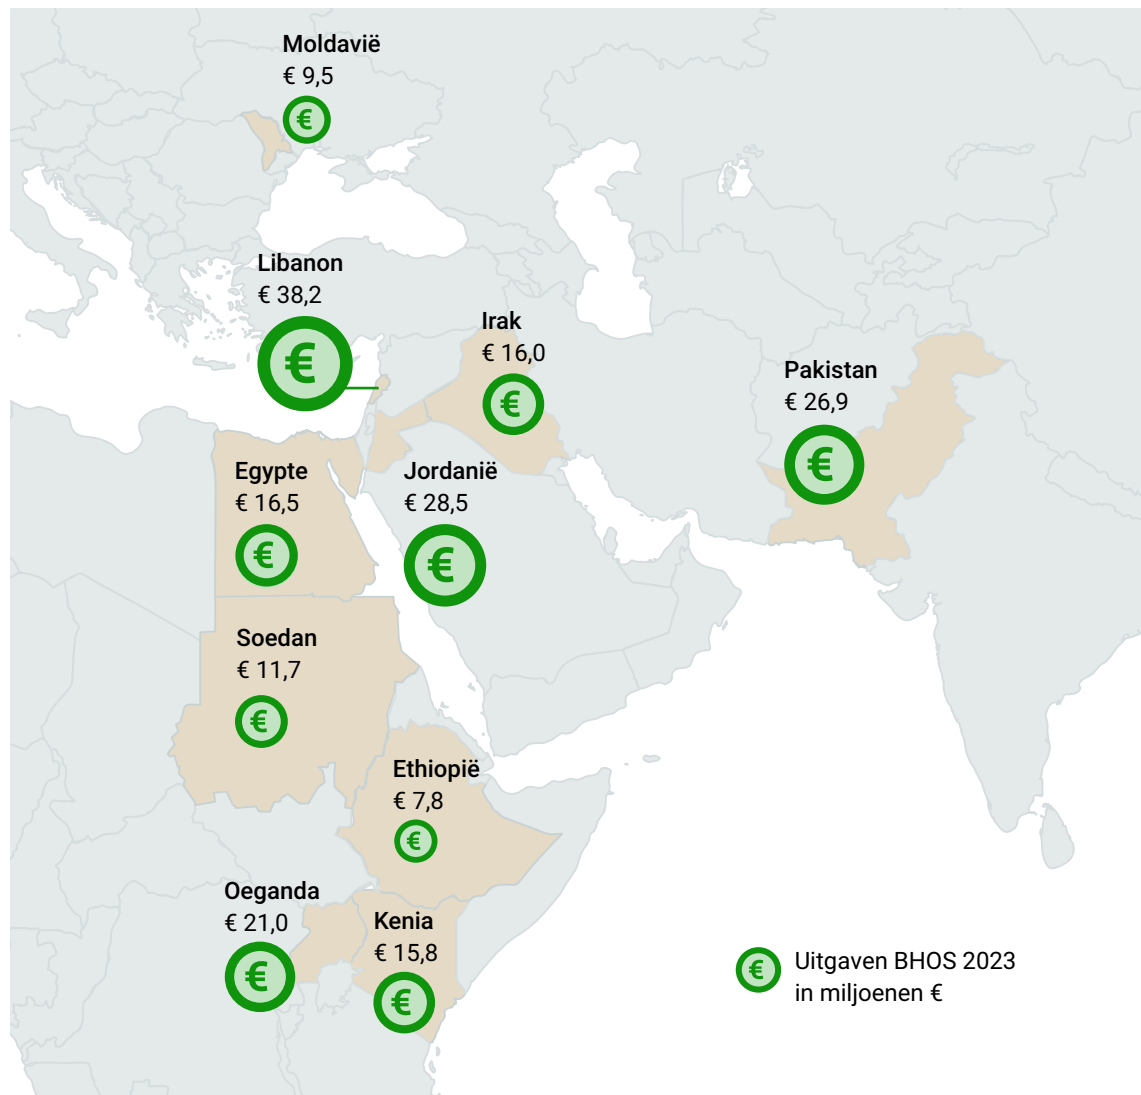 Moldavië
€ 9,5
€
Libanon
€ 38,2
€
Irak
€ 16,0
€
Pakistan
€ 26,9
€
Egypte
€ 16,5
€
Jordanië
€ 28,5
€
Soedan
€ 11,7
€
Ethiopië
€ 7,8
€
Oeganda
€ 21,0
€
Kenia
€ 15,8
€
€
Uitgaven BHOS 2023
in miljoenen €